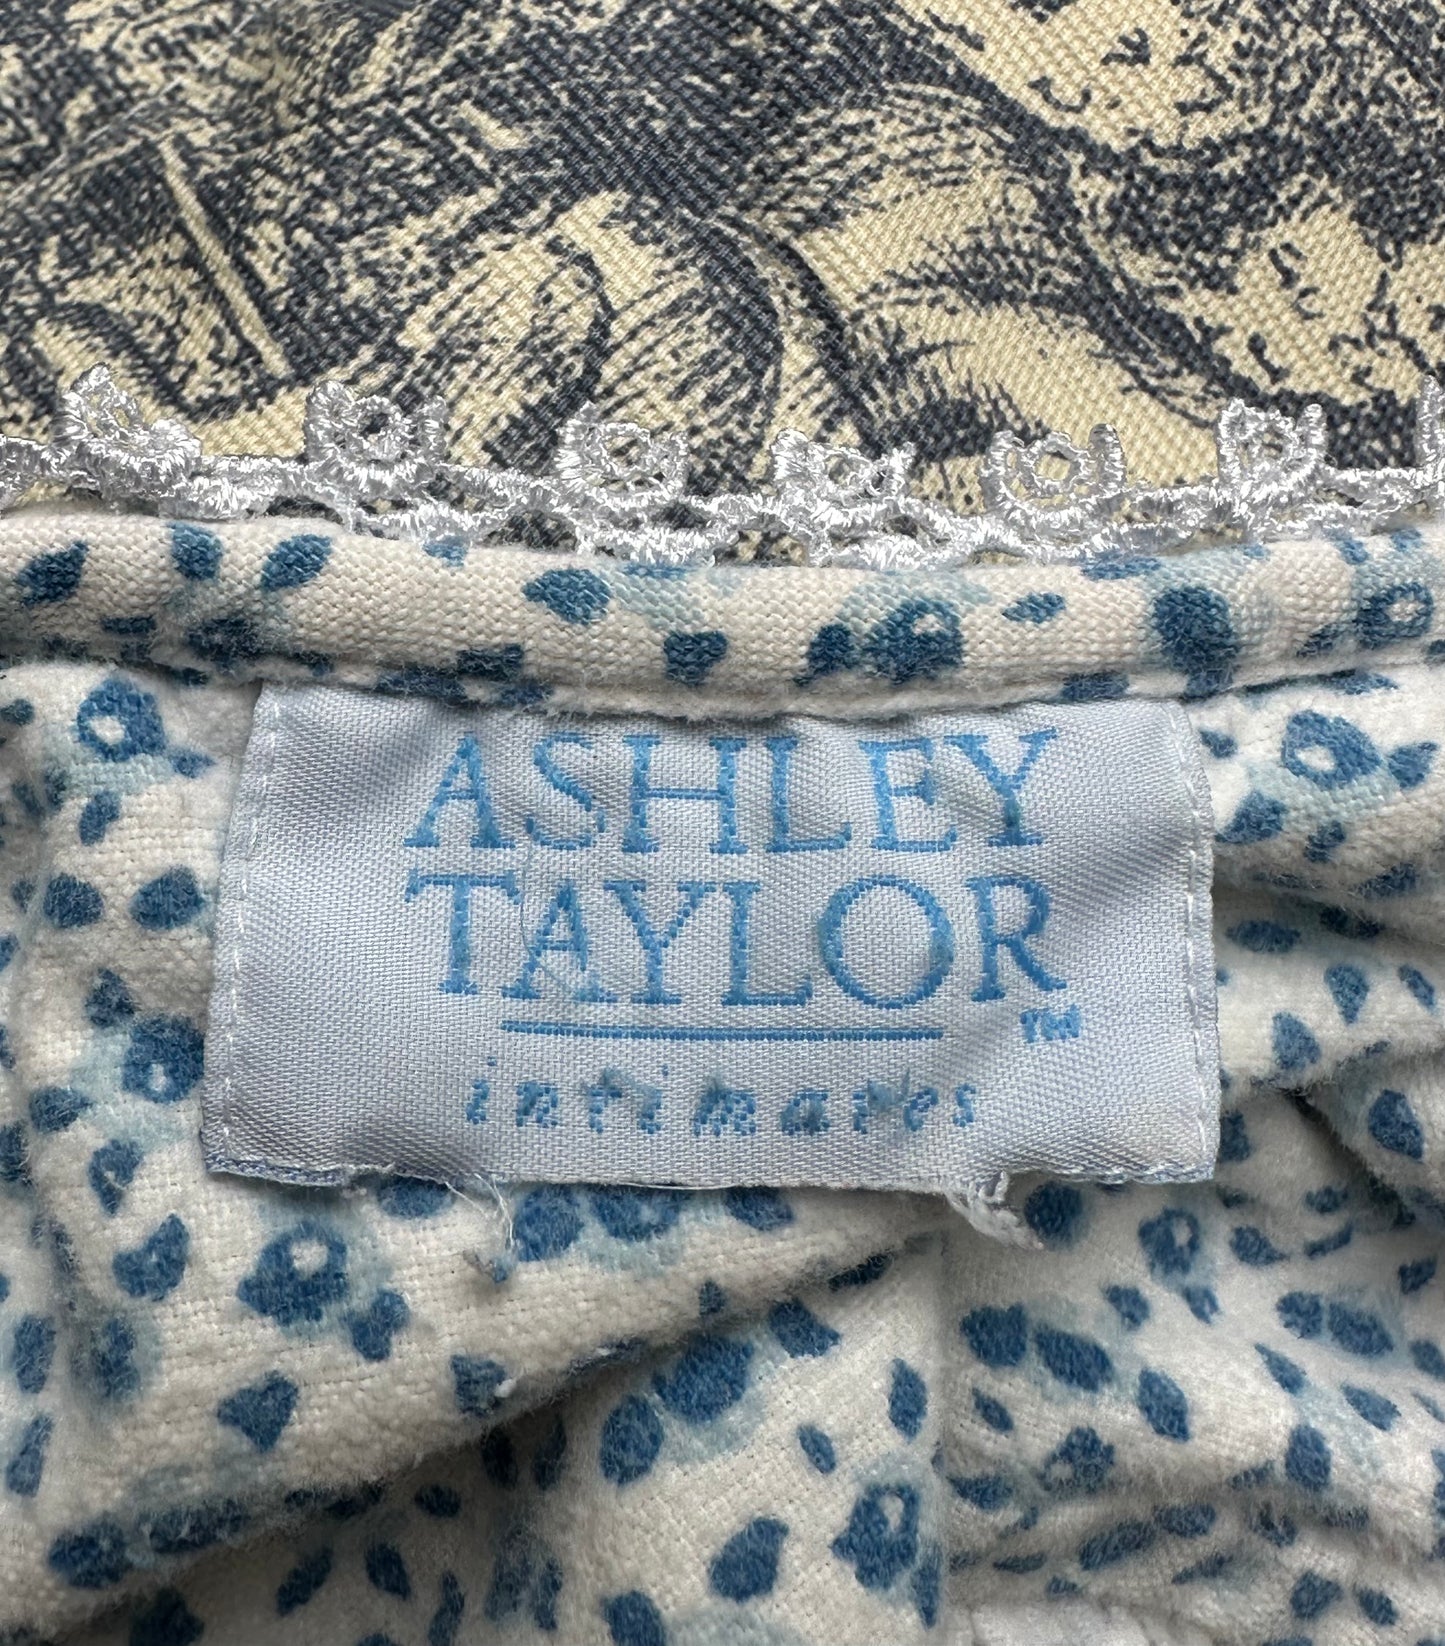 ASHLEY
TAYLOR
TM
intimates